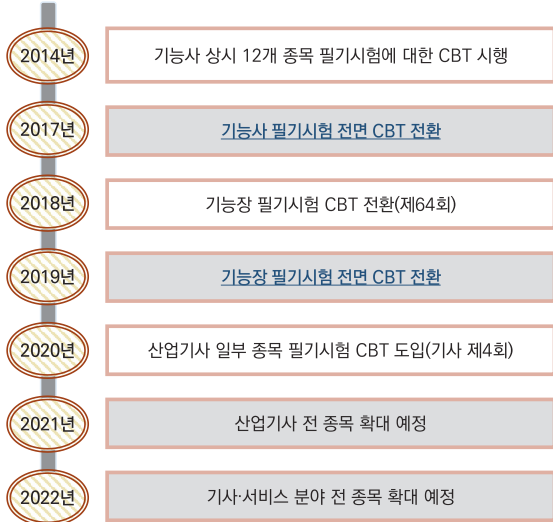 2014년
기능사 상시 12개 종목 필기시험에 대한 CBT 시행
2017년
기능사 필기시험 전면 CBT 전환
2018년
기능장 필기시험 CBT 전환(제64회)
2019년
기능장 필기시험 전면 CBT 전환
2020년
산업기사 일부 종목 필기시험 CBT 도입(기사 제4회)
2021년
산업기사 전 종목 확대 예정
2022년
기사·서비스 분야 전 종목 확대 예정